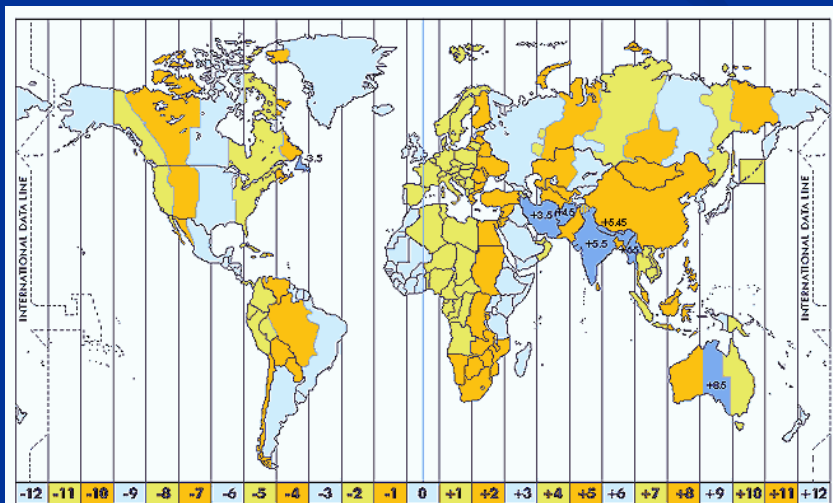 -3.5
+3.5
+4.5
+5.45
+5.5
+6.5
INTERNATIONAL DATA LINE
INTERNATIONAL DATA LINE
+8.5
-12 -11 -10 -9 -8 -7 -6 -5 -4 -3 -2 -1 0 +1 +2 +3 +4 +5 +6 +7 +8 +9 +10 +11 +12